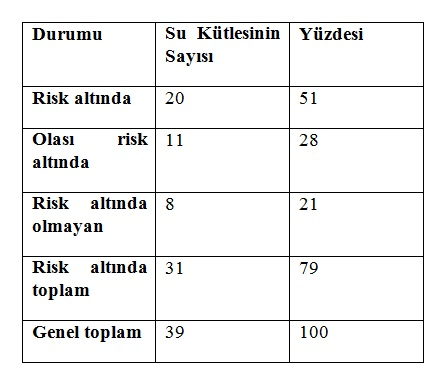 Durumu Su Kütlesinin Yüzdesi
Sayısı
Risk altında 20 51
Olası risk 11 28
altında
Risk altında 8 21
olmayan
Risk altında 31 79
toplam
Genel toplam 39 100